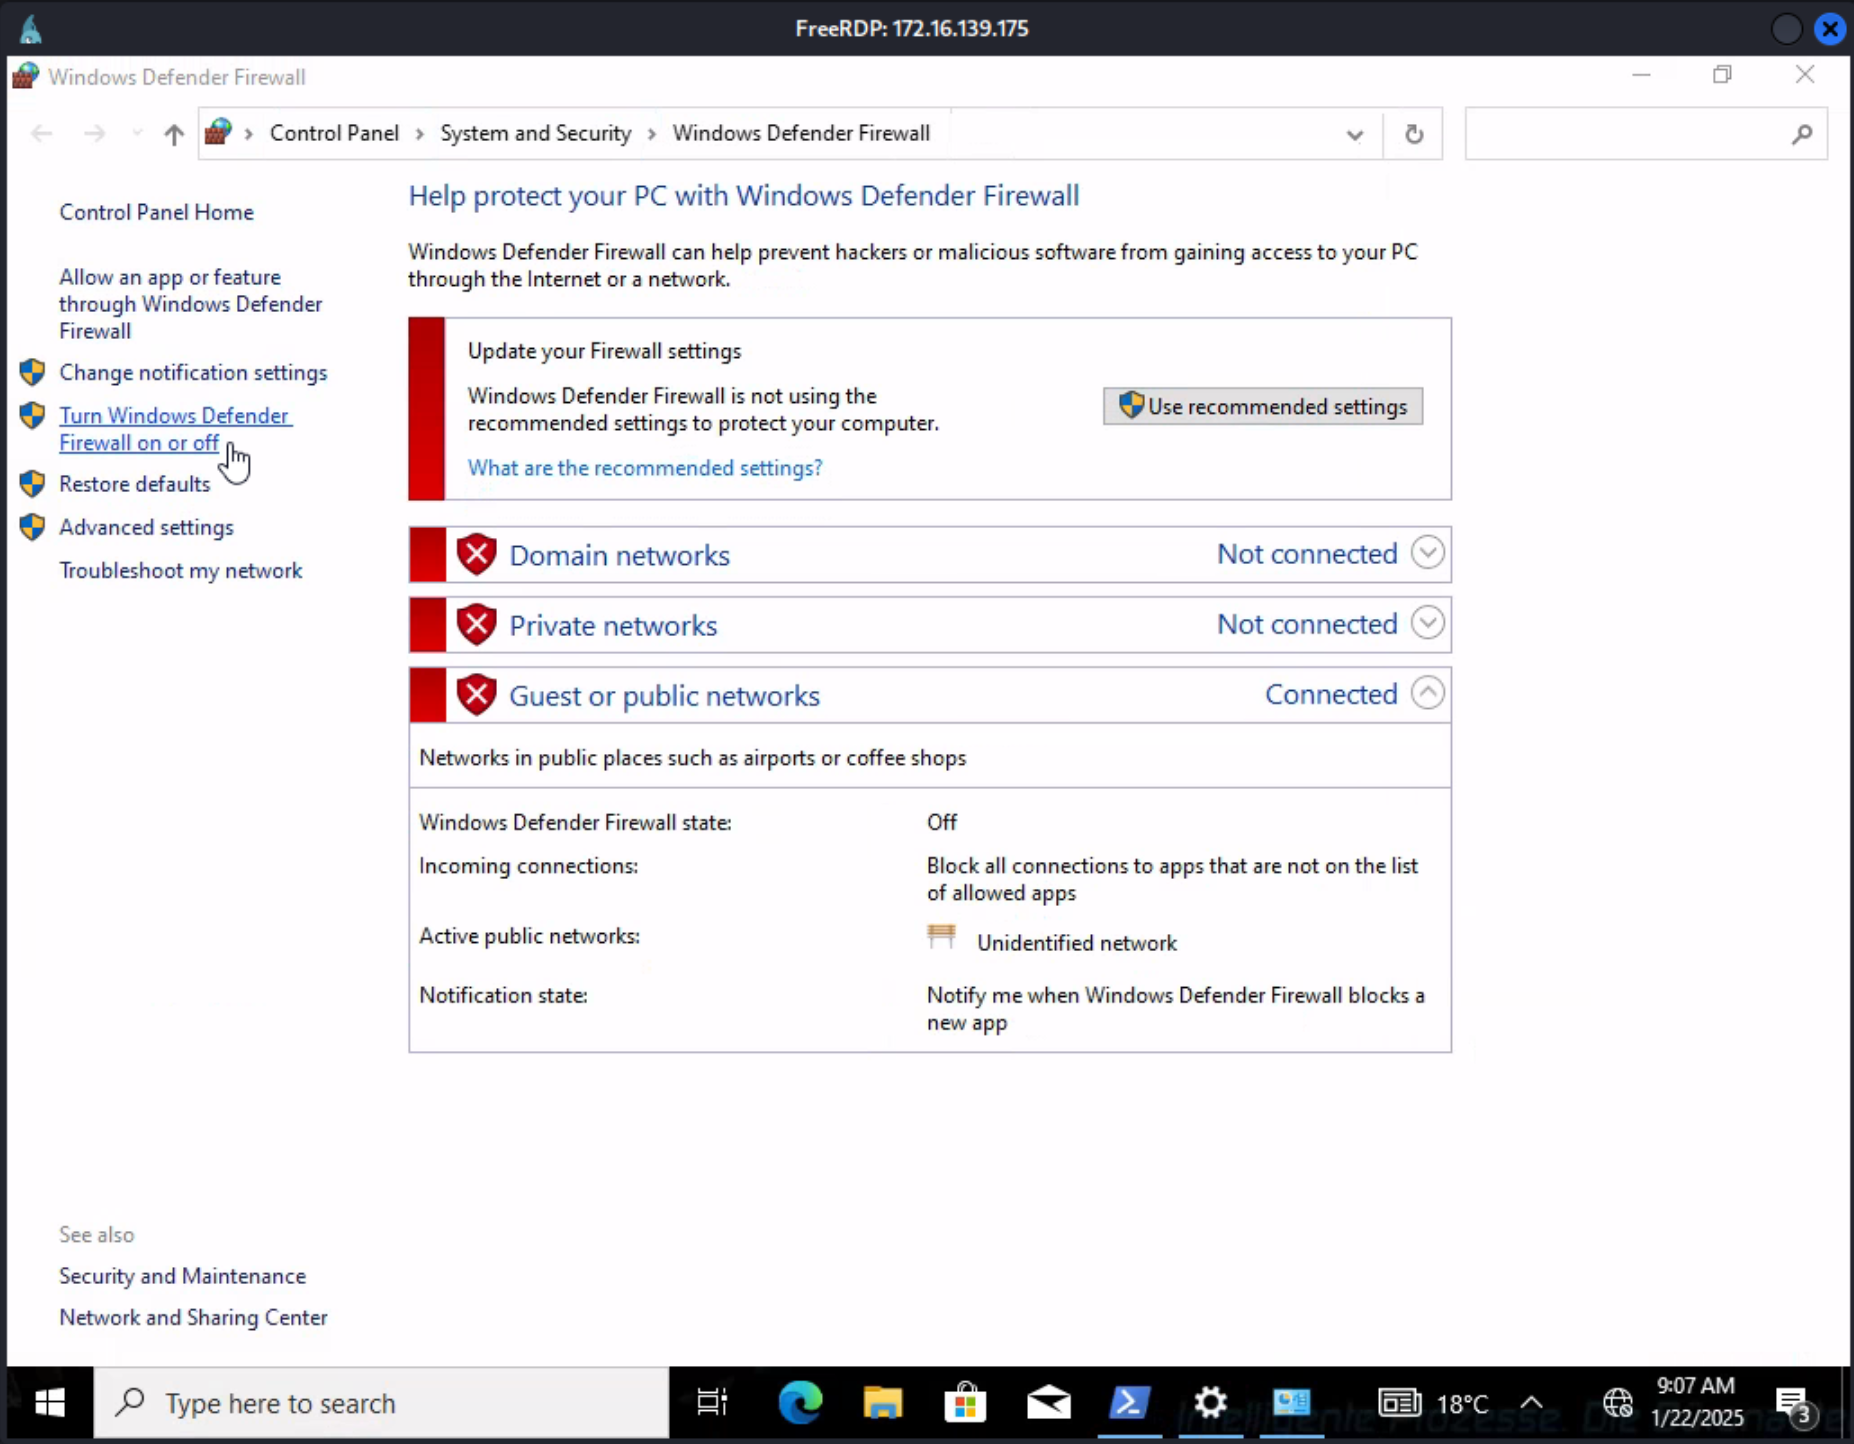 FreeRDP: 172.16.139.175
Windows Defender Firewall
Control Panel
System and Security
Windows Defender Firewall
Control Panel Home
Allow an app or feature
through Windows Defender
Firewall
Change notification settings
Turn Windows Defender
Firewall on or off
Restore defaults
Advanced settings
Troubleshoot my network
Help protect your PC with Windows Defender Firewall
Windows Defender Firewall can help prevent hackers or malicious software from gaining access to your PC
through the Internet or a network.
Update your Firewall settings
Windows Defender Firewall is not using the
recommended settings to protect your computer.
Use recommended settings
What are the recommended settings?
Domain networks
Not connected
Private networks
Not connected
Guest or public networks
Connected
Networks in public places such as airports or coffee shops
Windows Defender Firewall state:
Off
Incoming connections:
Block all connections to apps that are not on the list
of allowed apps
Active public networks:
Unidentified network
Notification state:
Notify me when Windows Defender Firewall blocks a
new app
See also
Security and Maintenance
Network and Sharing Center
Type here to search
18°C
9:07 AM
1/22/2025
3